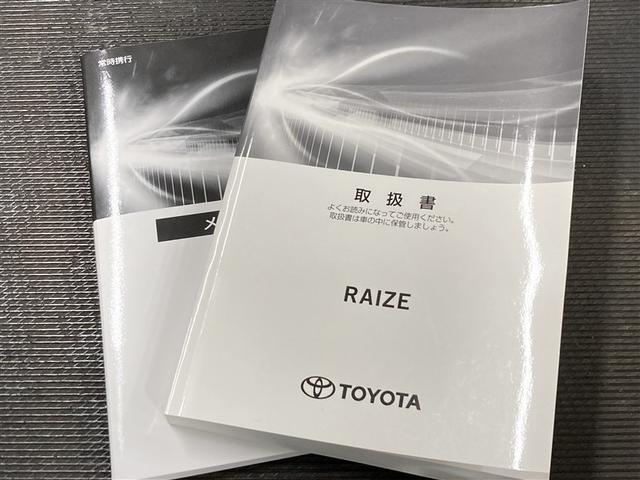 常時携行
メ
取扱書
よくお読みになってご使用ください。
取扱書は車の中に保管しましょう。
RAIZE
TOYOTA